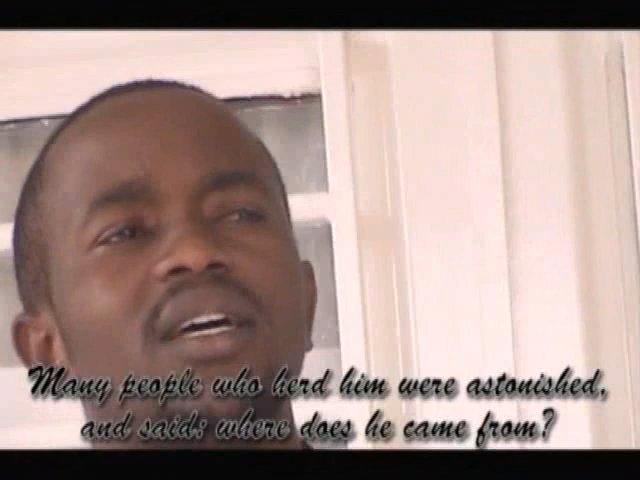 Many people who herd him were astonished,
and said: where does he came from?